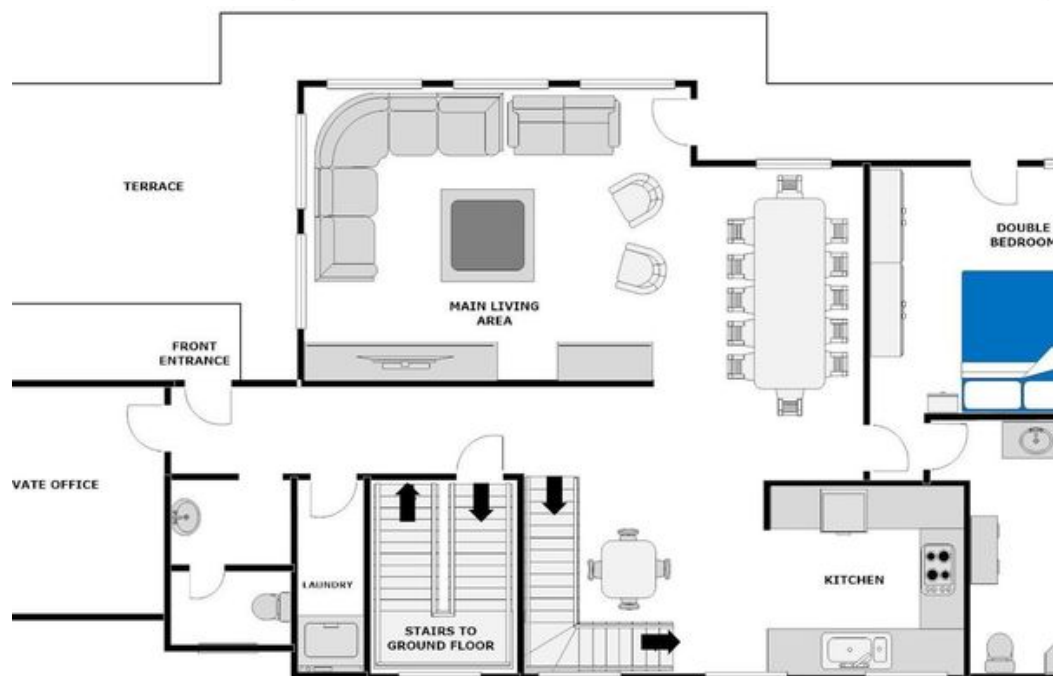 TERRACE
DOUBLE
BEDROOM
MAIN LIVING
AREA
FRONT
ENTRANCE
VATE OFFICE
LAUNDRY
KITCHEN
STAIRS TO
GROUND FLOOR